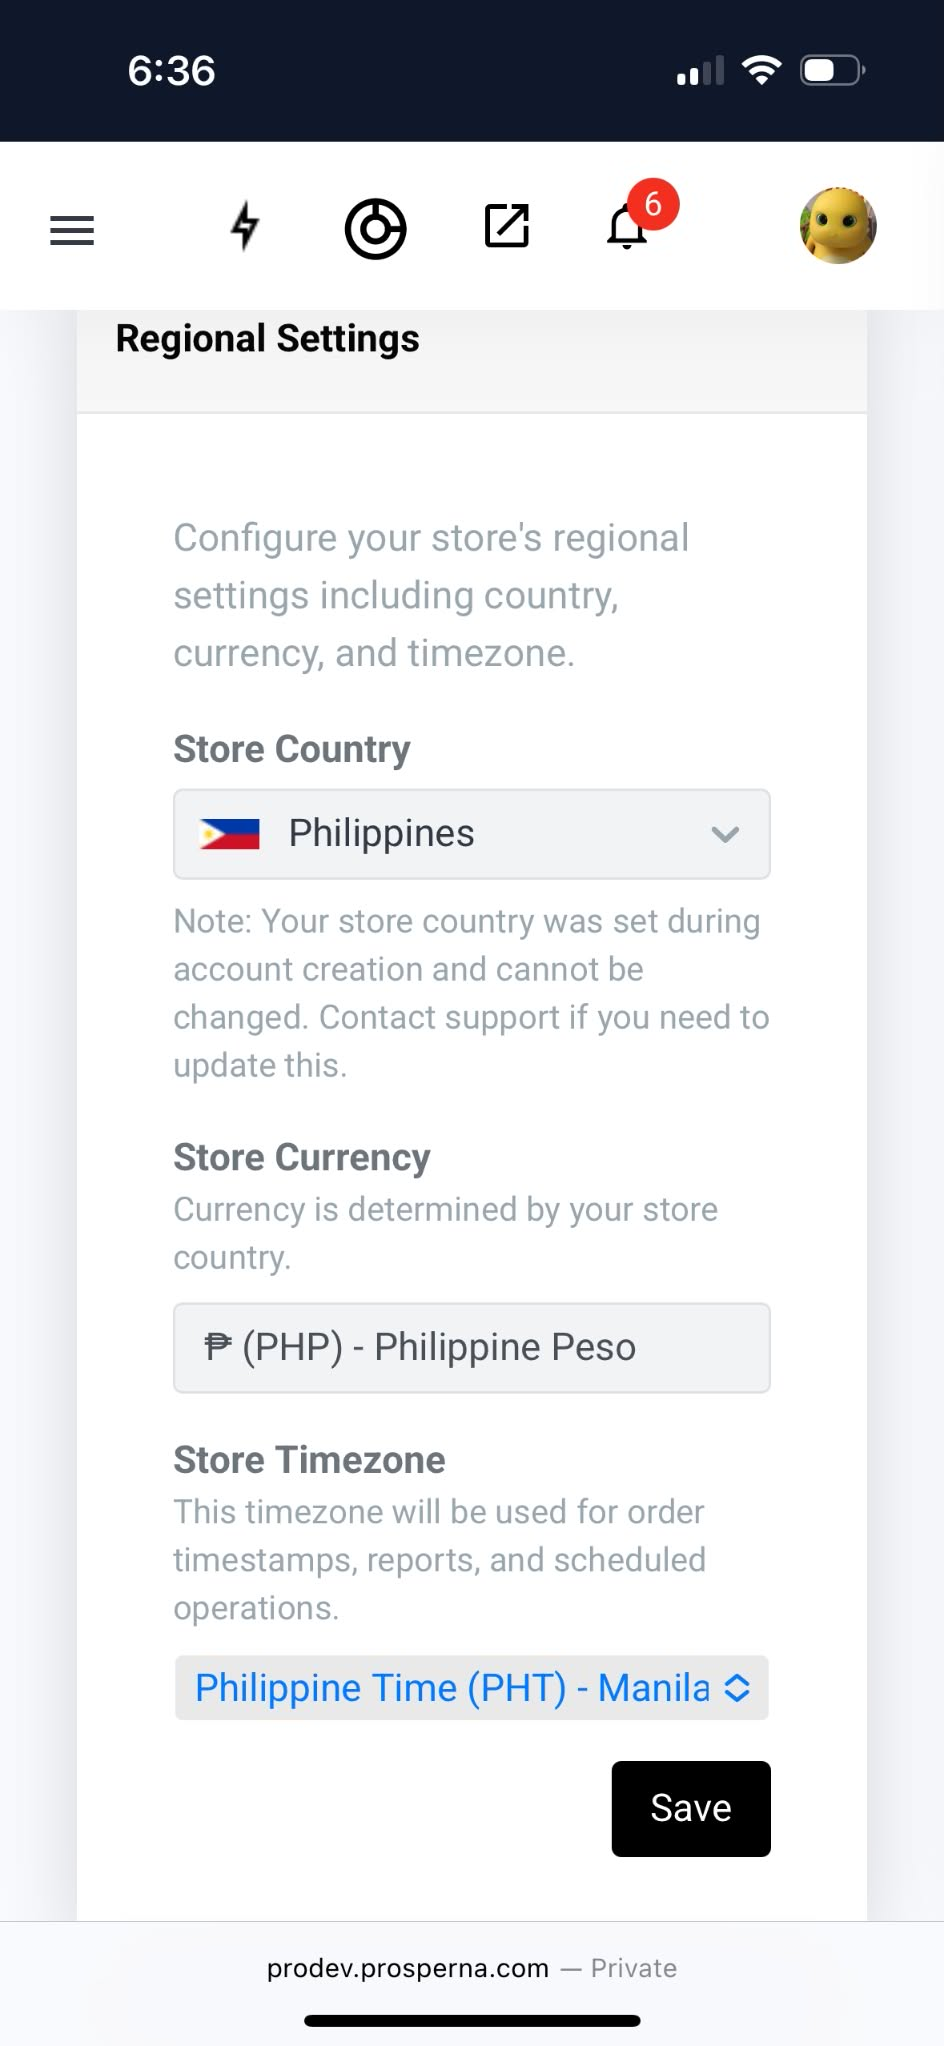 6:36
6
Regional Settings
Configure your store's regional
settings including country,
currency, and timezone.
Store Country
Philippines
Note: Your store country was set during
account creation and cannot be
changed. Contact support if you need to
update this.
Store Currency
Currency is determined by your store
country.
₱ (PHP) - Philippine Peso
Store Timezone
This timezone will be used for order
timestamps, reports, and scheduled
operations.
Philippine Time (PHT) - Manila
Save
prodev.prosperna.com — Private